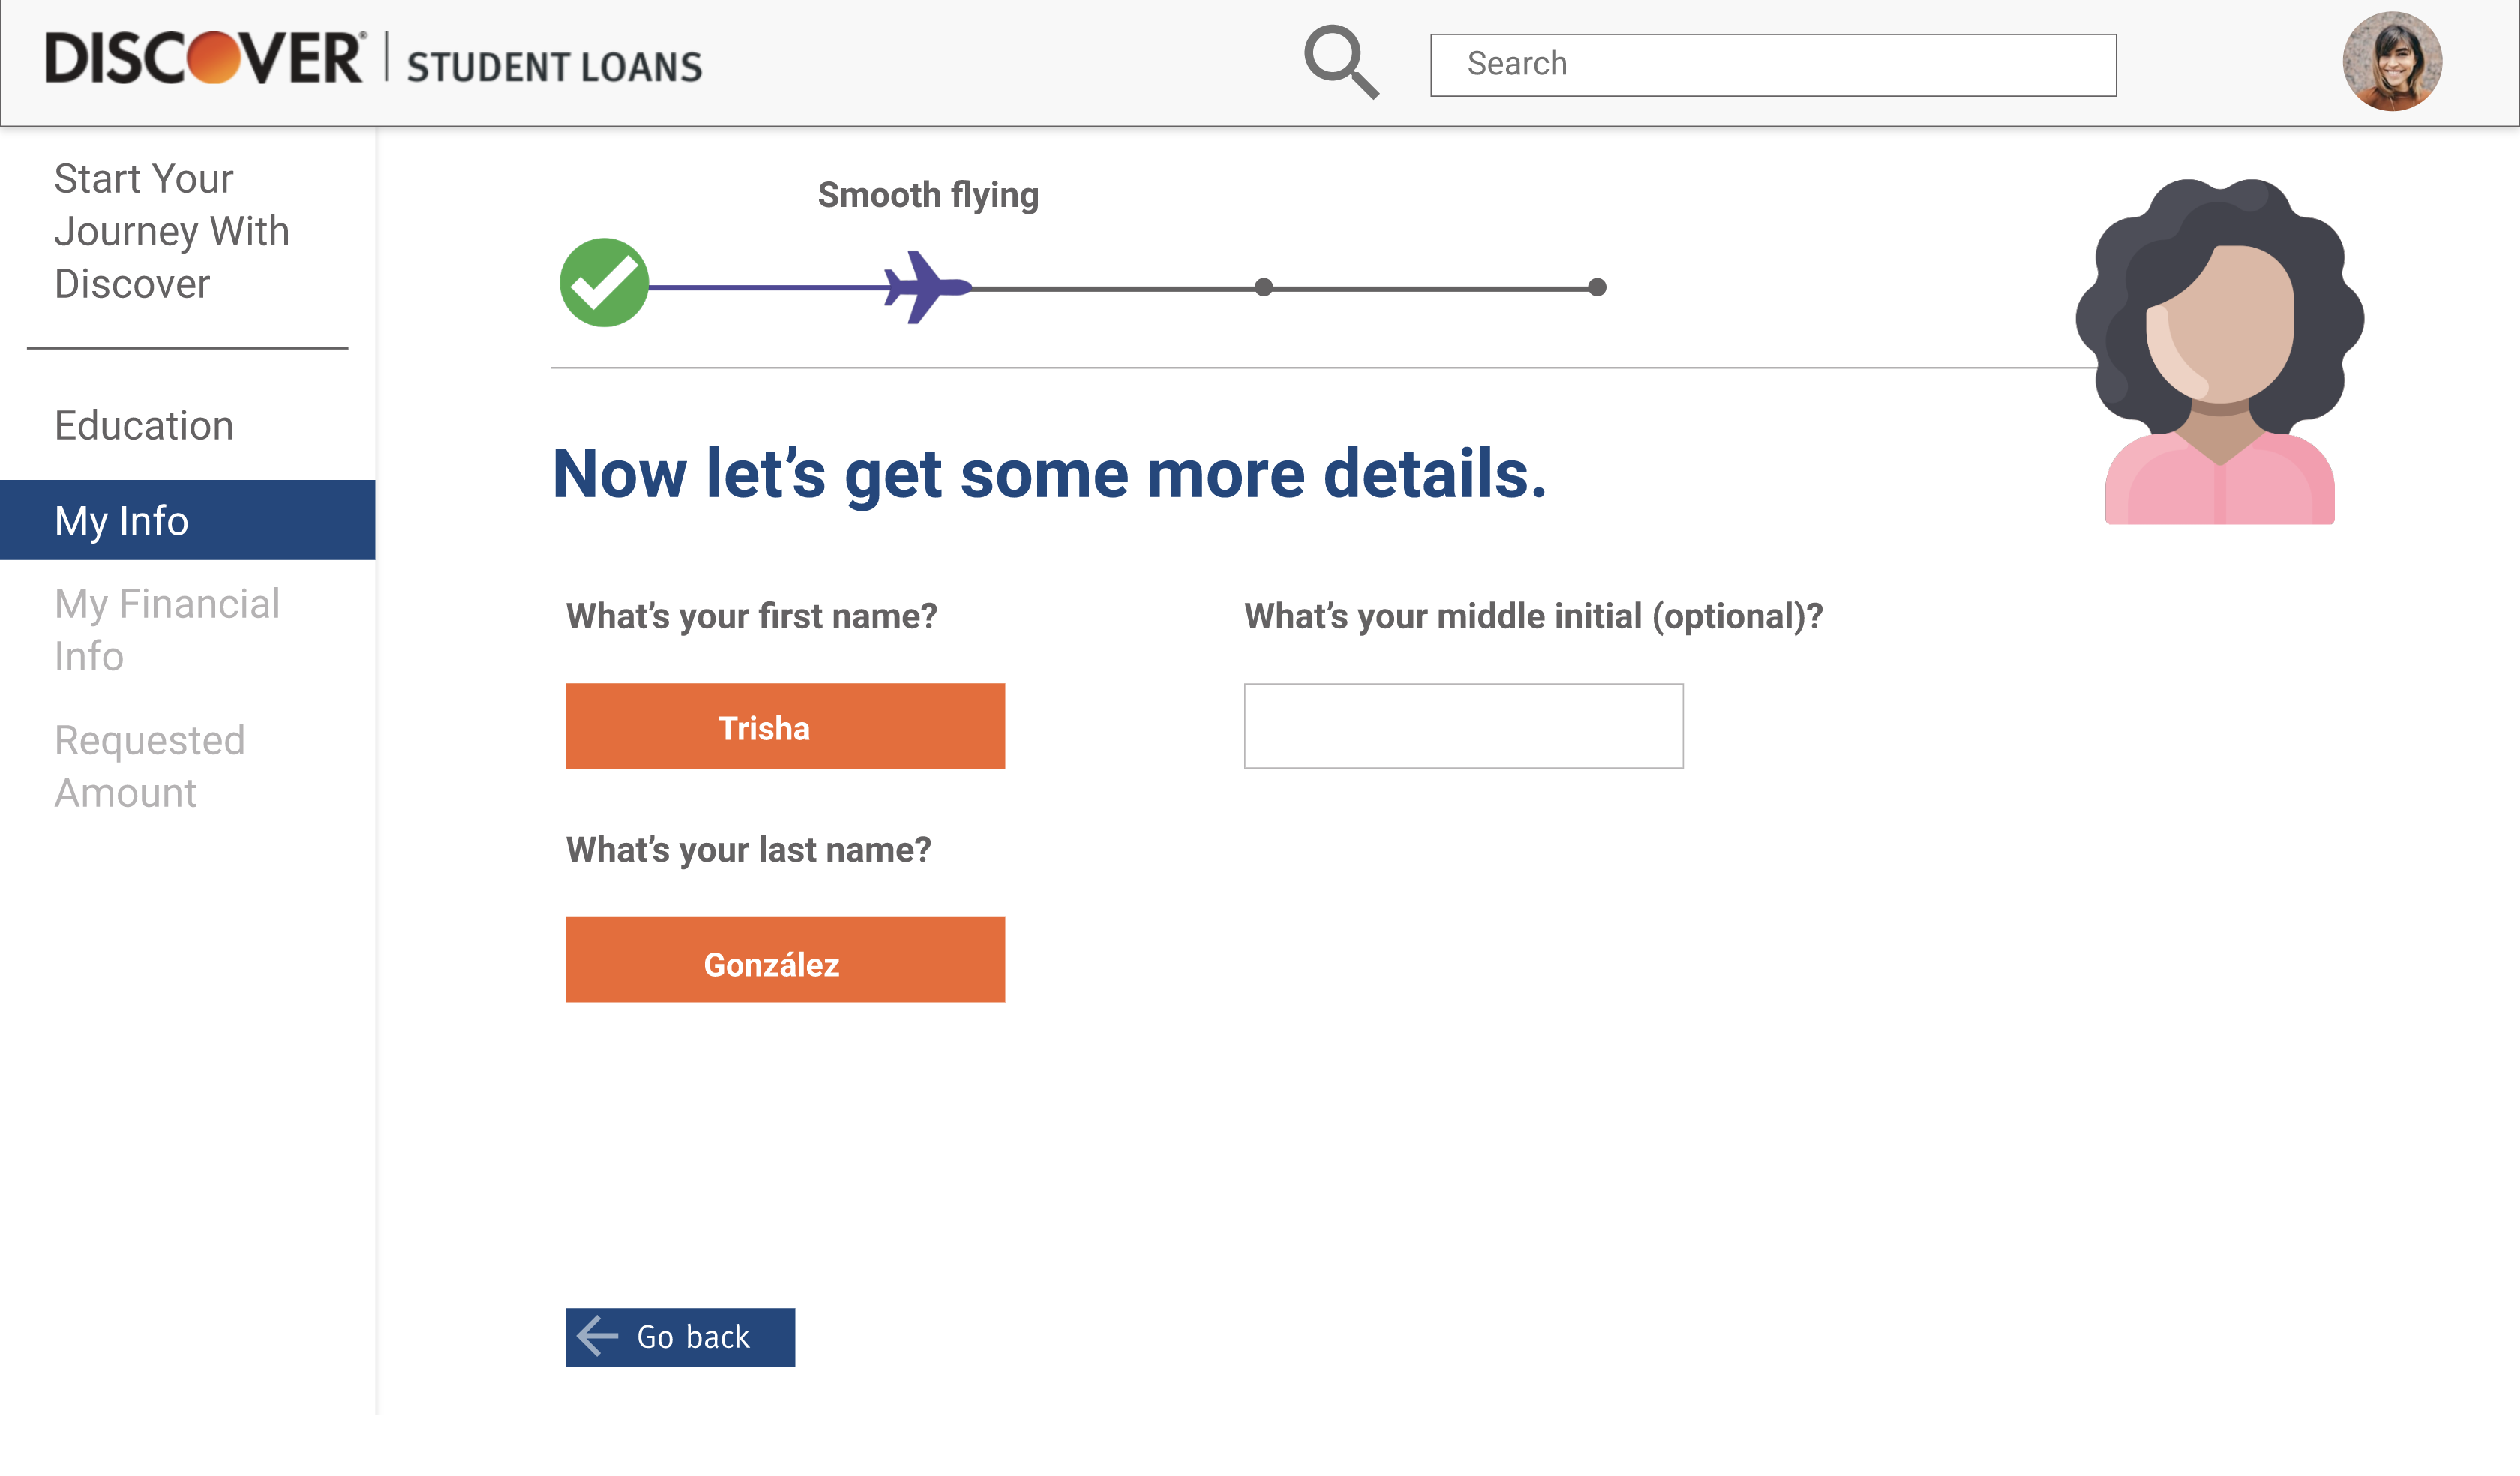 DISCOVER® | STUDENT LOANS
Search
Start Your
Journey With
Discover
Education
My Info
My Financial
Info
Requested
Amount
Smooth flying
Now let’s get some more details.
What’s your first name?
What’s your middle initial (optional)?
Trisha
What’s your last name?
González
Go back